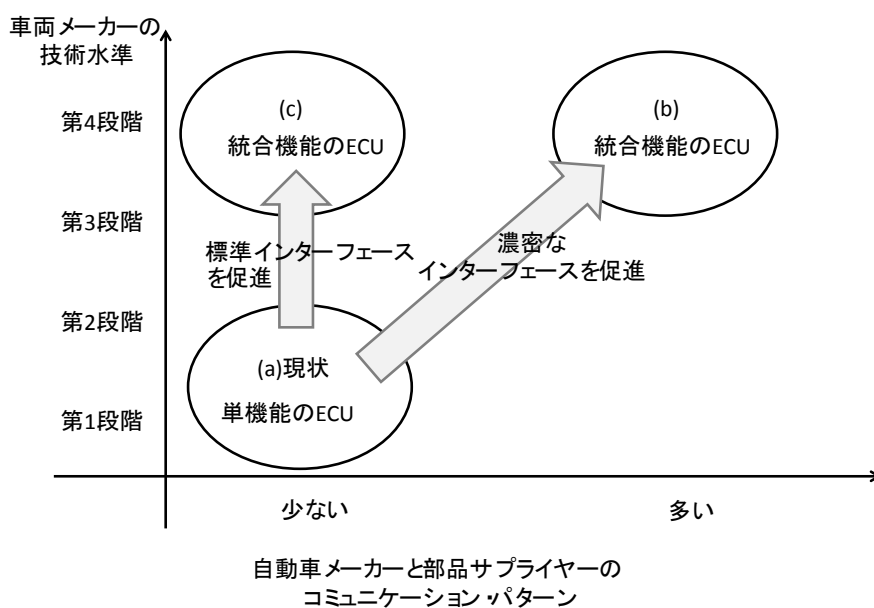 車両メーカーの
技術水準
第4段階
第3段階
第2段階
第1段階
(c)
統合機能のECU
(b)
統合機能のECU
標準インターフェース
を促進
濃密な
インターフェースを促進
(a)現状
単機能のECU
少ない
多い
自動車メーカーと部品サプライヤーの
コミュニケーション・パターン